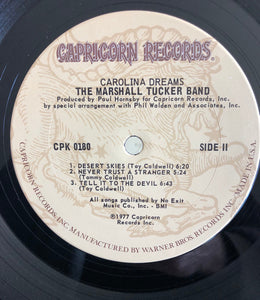 CAPRICORN RECORDS.
CAROLINA DREAMS
THE MARSHALL TUCKER BAND
Produced by Paul Hornsby for Capricorn Records, Inc.
by special arrangement with Phil Walden and Associates, Inc.
CPK 0180 SIDE II
1. DESERT SKIES (Toy Caldwell) 6:20
2. NEVER TRUST A STRANGER 5:24
(Tommy Caldwell)
3. TELL IT TO THE DEVIL 6:43
(Toy Caldwell)
All songs published by No Exit
Music Co., Inc. - BMI
©1977 Capricorn
Records Inc.
CAPRICORN RECORDS INC. MANUFACTURED BY WARNER BROS. RECORDS INC. MADE IN U.S.A.